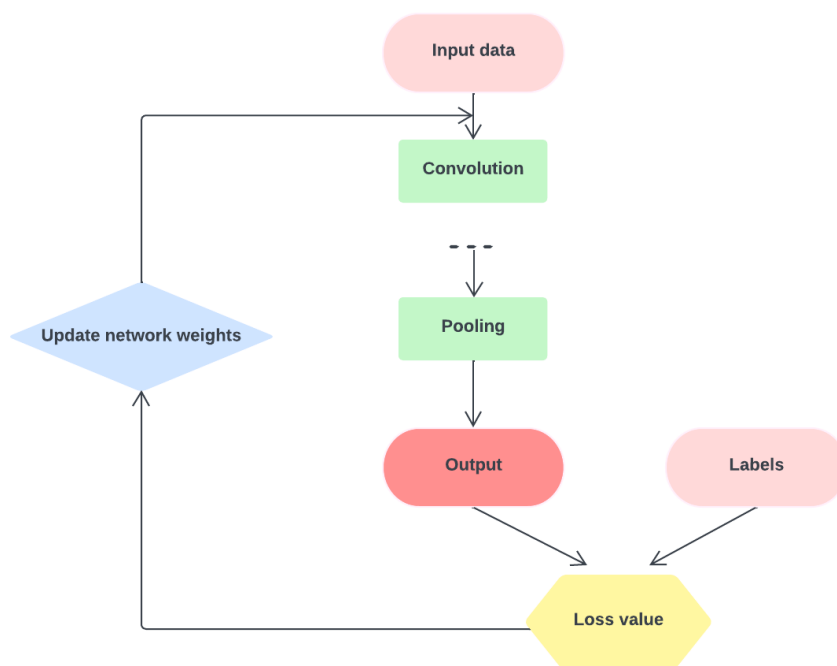 Input data
Convolution
Pooling
Update network weights
Output
Labels
Loss value